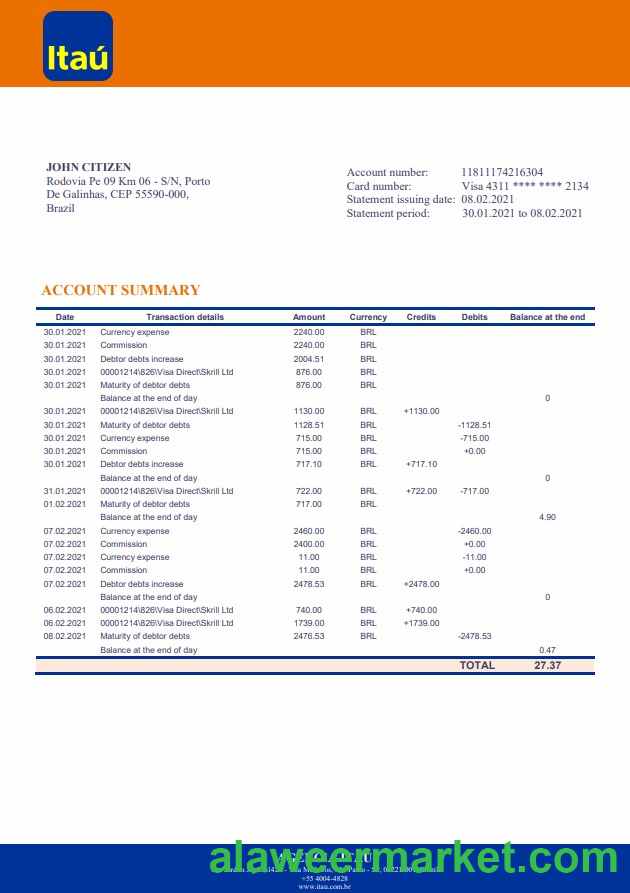 Itaú
JOHN CITIZEN
Rodovia Pe 09 Km 06 - S/N, Porto
De Galinhas, CEP 55590-000,
Brazil
Account number: 11811174216304
Card number: Visa 4311 **** **** 2134
Statement issuing date: 08.02.2021
Statement period: 30.01.2021 to 08.02.2021
ACCOUNT SUMMARY
Date Transaction details Amount Currency Credits Debits Balance at the end
30.01.2021 Currency expense 2240.00 BRL
30.01.2021 Commission 2240.00 BRL
30.01.2021 Debtor debts increase 2004.51 BRL
30.01.2021 00001214\826\Visa Direct\Skrill Ltd 876.00 BRL
30.01.2021 Maturity of debtor debts 876.00 BRL
Balance at the end of day 0
30.01.2021 00001214\826\Visa Direct\Skrill Ltd 1130.00 BRL +1130.00
30.01.2021 Maturity of debtor debts 1128.51 BRL -1128.51
30.01.2021 Currency expense 715.00 BRL -715.00
30.01.2021 Commission 715.00 BRL +0.00
30.01.2021 Debtor debts increase 717.10 BRL +717.10
Balance at the end of day 0
31.01.2021 00001214\826\Visa Direct\Skrill Ltd 722.00 BRL +722.00 -717.00
01.02.2021 Maturity of debtor debts 717.00 BRL
Balance at the end of day 4.90
07.02.2021 Currency expense 2460.00 BRL -2460.00
07.02.2021 Commission 2400.00 BRL +0.00
07.02.2021 Currency expense 11.00 BRL -11.00
07.02.2021 Commission 11.00 BRL +0.00
07.02.2021 Debtor debts increase 2478.53 BRL +2478.00
Balance at the end of day 0
06.02.2021 00001214\826\Visa Direct\Skrill Ltd 740.00 BRL +740.00
06.02.2021 00001214\826\Visa Direct\Skrill Ltd 1739.00 BRL +1739.00
08.02.2021 Maturity of debtor debts 2476.53 BRL -2478.53
Balance at the end of day 0.47
TOTAL 27.37
alaweermarket.com
+55 4004-4828
www.itau.com.br